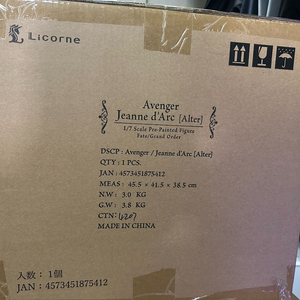 Licorne
Avenger
Jeanne d'Arc [Alter]
1/7 Scale Pre-Painted Figure
Fate/Grand Order
DSCP : Avenger / Jeanne d'Arc [Alter]
QTY : 1 PCS.
JAN : 4573451875412
MEAS : 45.5 × 41.5 × 38.5 cm
N.W : 3.0 KG
G.W : 3.8 KG
CTN: 6207
MADE IN CHINA
入数 : 1個
JAN : 4573451875412